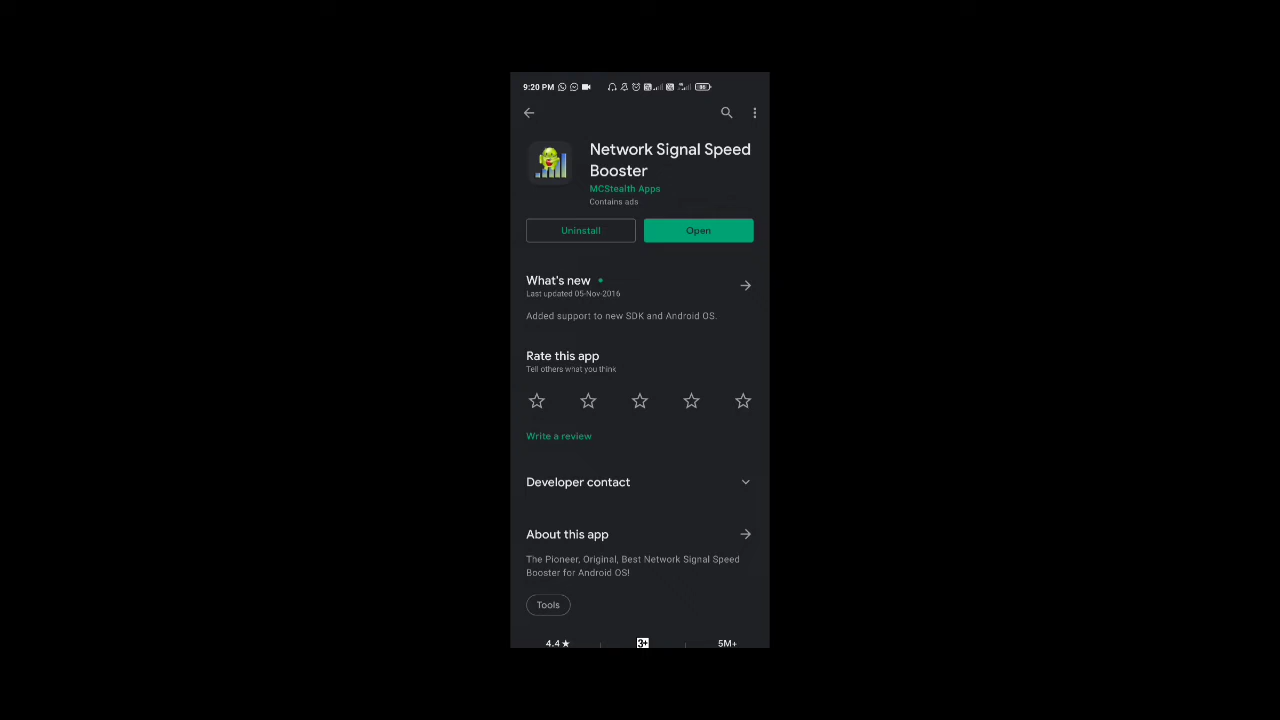 9:20 PM
Network Signal Speed
Booster
MCStealth Apps
Contains ads
Uninstall
Open
What's new
Last updated 05-Nov-2016
Added support to new SDK and Android OS.
Rate this app
Tell others what you think
Write a review
Developer contact
About this app
The Pioneer, Original, Best Network Signal Speed
Booster for Android OS!
Tools
4.4★ 3+ 5M+